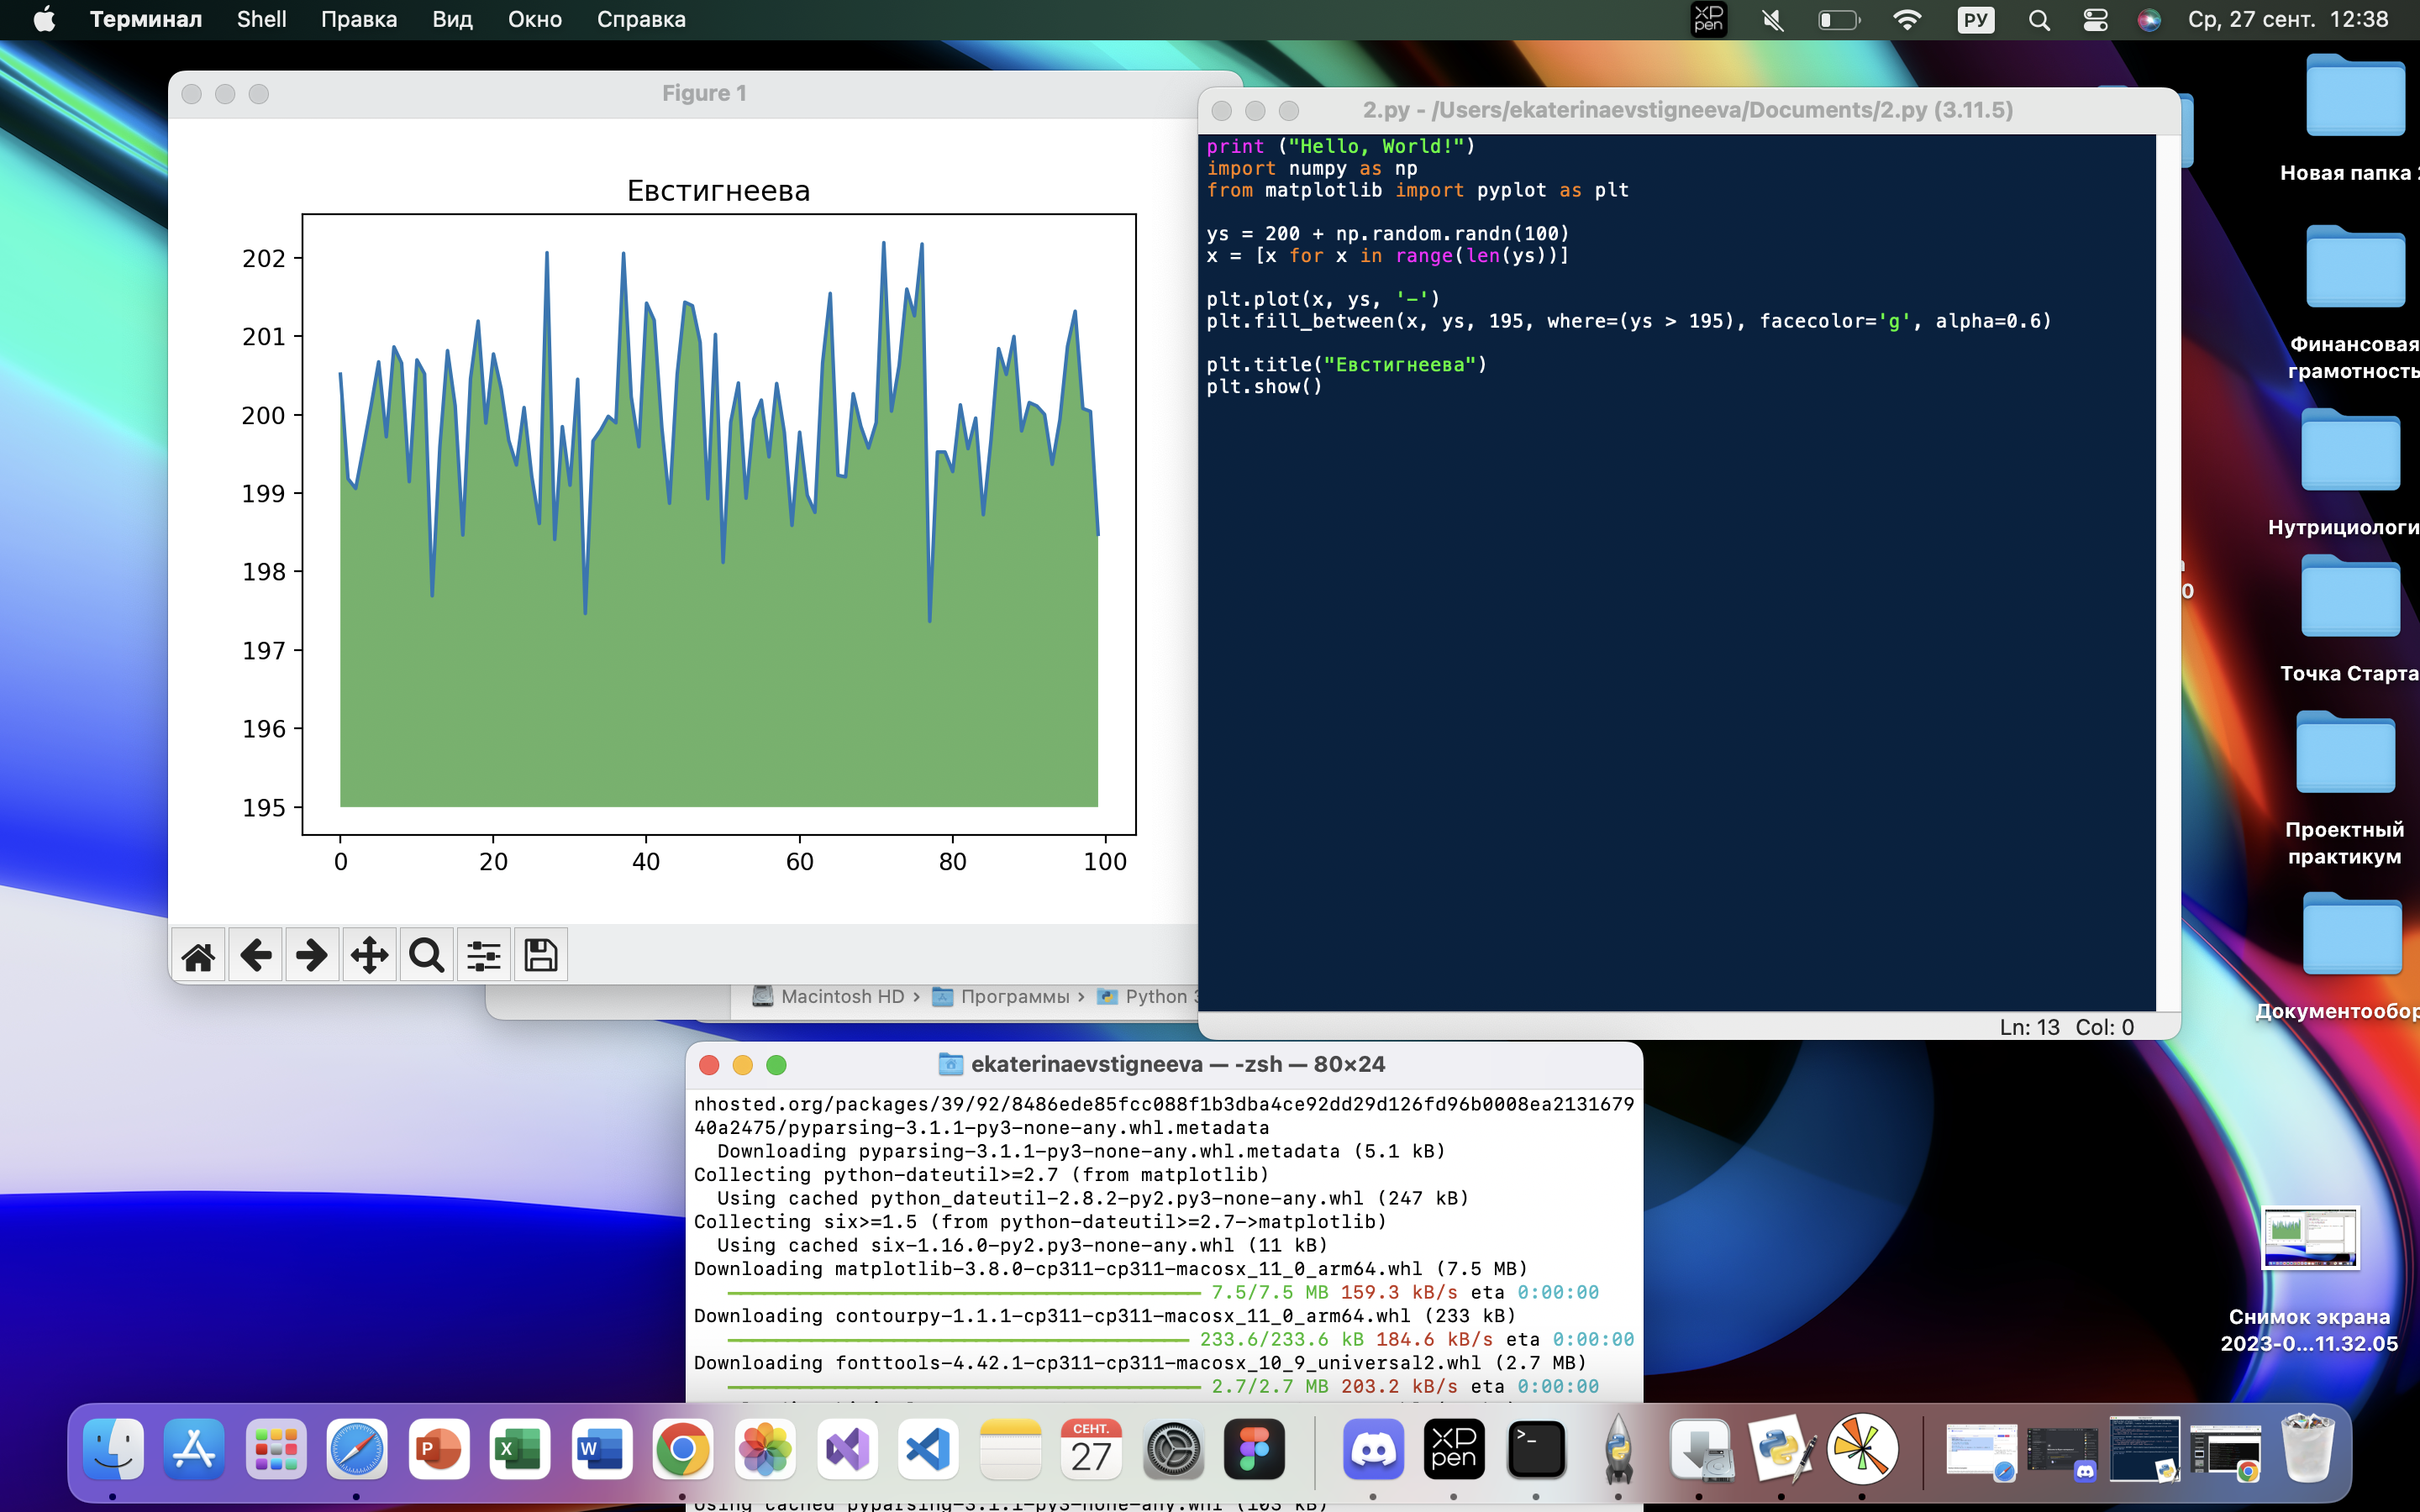 Терминал Shell Правка Вид Окно Справка
XP pen РУ Ср, 27 сент. 12:38
Figure 1
Евстигнеева
202
201
200
199
198
197
196
195
0 20 40 60 80 100
Macintosh HD › Программы › Python
2.py - /Users/ekaterinaevstigneeva/Documents/2.py (3.11.5)
print ("Hello, World!")
import numpy as np
from matplotlib import pyplot as plt
ys = 200 + np.random.randn(100)
x = [x for x in range(len(ys))]
plt.plot(x, ys, '-')
plt.fill_between(x, ys, 195, where=(ys > 195), facecolor='g', alpha=0.6)
plt.title("Евстигнеева")
plt.show()
Ln: 13 Col: 0
ekaterinaevstigneeva — -zsh — 80×24
nhosted.org/packages/39/92/8486ede85fcc088f1b3dba4ce92dd29d126fd96b0008ea2131679
40a2475/pyparsing-3.1.1-py3-none-any.whl.metadata
Downloading pyparsing-3.1.1-py3-none-any.whl.metadata (5.1 kB)
Collecting python-dateutil>=2.7 (from matplotlib)
Using cached python_dateutil-2.8.2-py2.py3-none-any.whl (247 kB)
Collecting six>=1.5 (from python-dateutil>=2.7->matplotlib)
Using cached six-1.16.0-py2.py3-none-any.whl (11 kB)
Downloading matplotlib-3.8.0-cp311-cp311-macosx_11_0_arm64.whl (7.5 MB)
7.5/7.5 MB 159.3 kB/s eta 0:00:00
Downloading contourpy-1.1.1-cp311-cp311-macosx_11_0_arm64.whl (233 kB)
233.6/233.6 kB 184.6 kB/s eta 0:00:00
Downloading fonttools-4.42.1-cp311-cp311-macosx_10_9_universal2.whl (2.7 MB)
2.7/2.7 MB 203.2 kB/s eta 0:00:00
Using cached pyparsing-3.1.1-py3-none-any.whl (103 kB)
Новая папка
Финансовая
грамотность
Нутрициологи
Точка Старта
Проектный
практикум
Документообор
Снимок экрана
2023-0...11.32.05
СЕНТ.
27
XP
pen